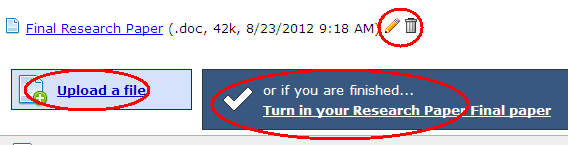 Final Research Paper (.doc, 42k, 8/23/2012 9:18 AM)
Upload a file
or if you are finished...
Turn in your Research Paper Final paper